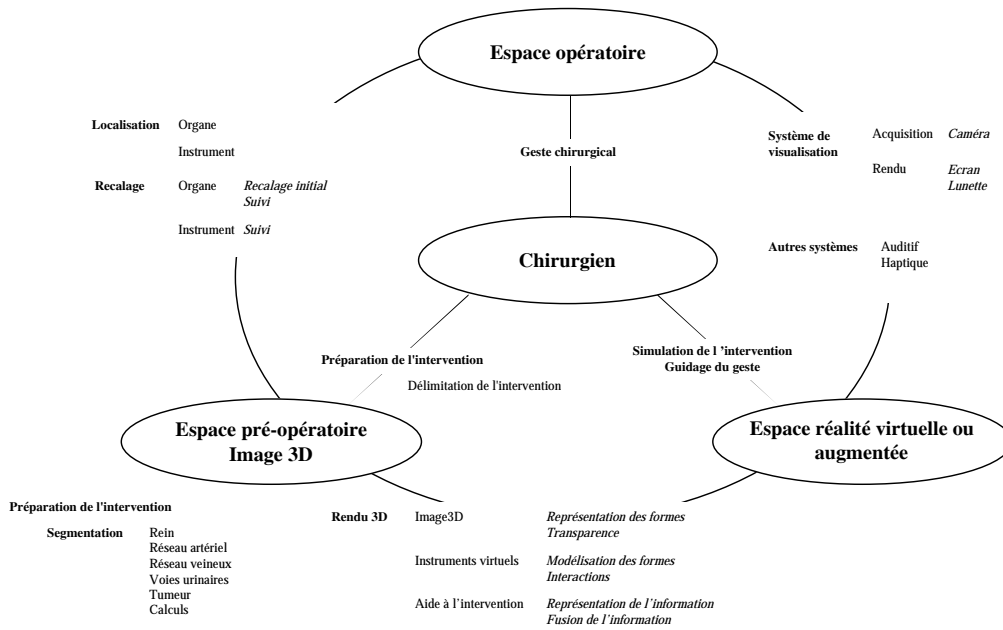 Espace opératoire
Localisation Organe
Instrument
Recalage Organe Recalage initial
Suivi
Instrument Suivi
Geste chirurgical
Système de
visualisation
Acquisition Caméra
Rendu Ecran
Lunette
Autres systèmes Auditif
Haptique
Chirurgien
Préparation de l'intervention
Délimitation de l'intervention
Simulation de l ’intervention
Guidage du geste
Espace pré-opératoire
Image 3D
Espace réalité virtuelle ou
augmentée
Préparation de l'intervention
Segmentation Rein
Réseau artériel
Réseau veineux
Voies urinaires
Tumeur
Calculs
Rendu 3D Image3D Représentation des formes
Transparence
Instruments virtuels Modélisation des formes
Interactions
Aide à l’intervention Représentation de l’information
Fusion de l’information